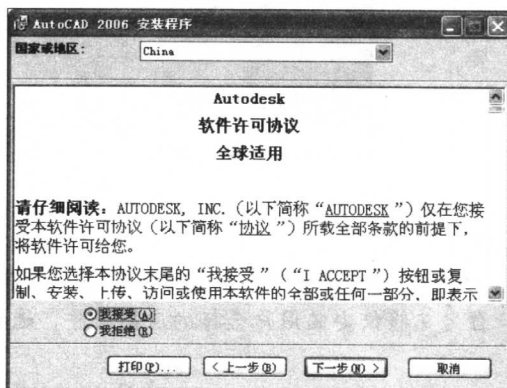 AutoCAD 2006 安装程序
国家或地区: China
Autodesk
软件许可协议
全球适用
请仔细阅读: AUTODESK, INC. (以下简称“AUTODESK”) 仅在您接
受本软件许可协议 (以下简称“协议”) 所载全部条款的前提下,
将软件许可给您。
如果您选择本协议末尾的“我接受” (“I ACCEPT”) 按钮或复
制、安装、上传、访问或使用本软件的全部或任何一部分, 即表示
我接受(A)
我拒绝(R)
打印(P)... < 上一步(B) 下一步(N) > 取消